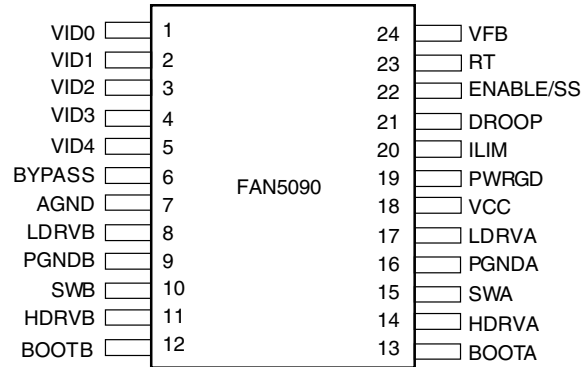 VID0 1 24 VFB
VID1 2 23 RT
VID2 3 22 ENABLE/SS
VID3 4 21 DROOP
VID4 5 20 ILIM
BYPASS 6 19 PWRGD
FAN5090
AGND 7 18 VCC
LDRVB 8 17 LDRVA
PGNDB 9 16 PGNDA
SWB 10 15 SWA
HDRVB 11 14 HDRVA
BOOTB 12 13 BOOTA